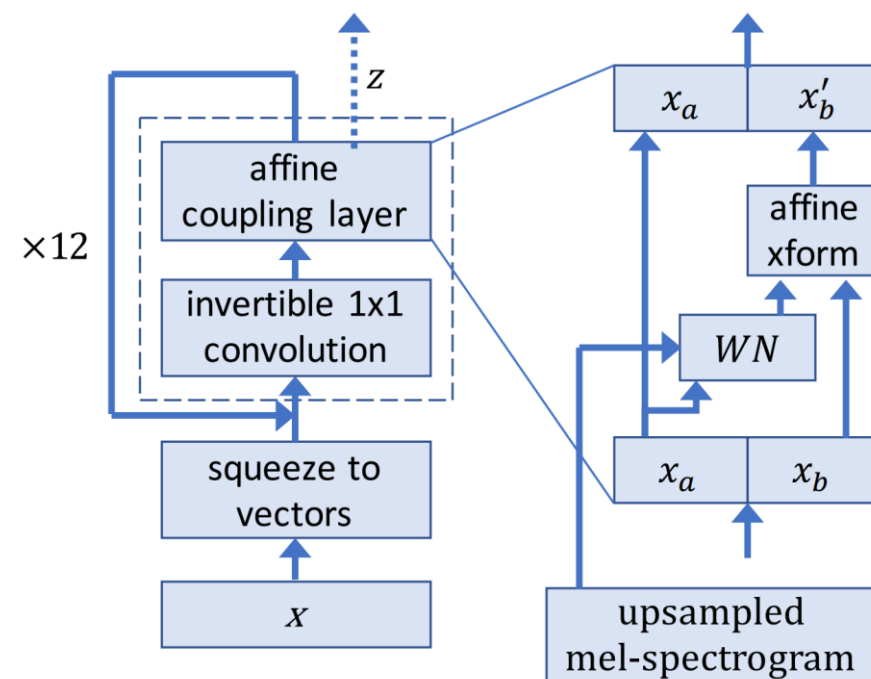 z
affine
coupling layer
×12
invertible 1x1
convolution
squeeze to
vectors
x
x_a x_b′
affine
xform
WN
x_a x_b
upsampled
mel-spectrogram